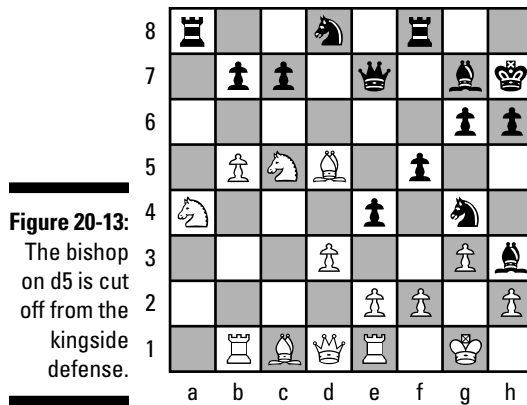 Figure 20-13:
The bishop
on d5 is cut
off from the
kingside
defense.
8
7
6
5
4
3
2
1
a b c d e f g h